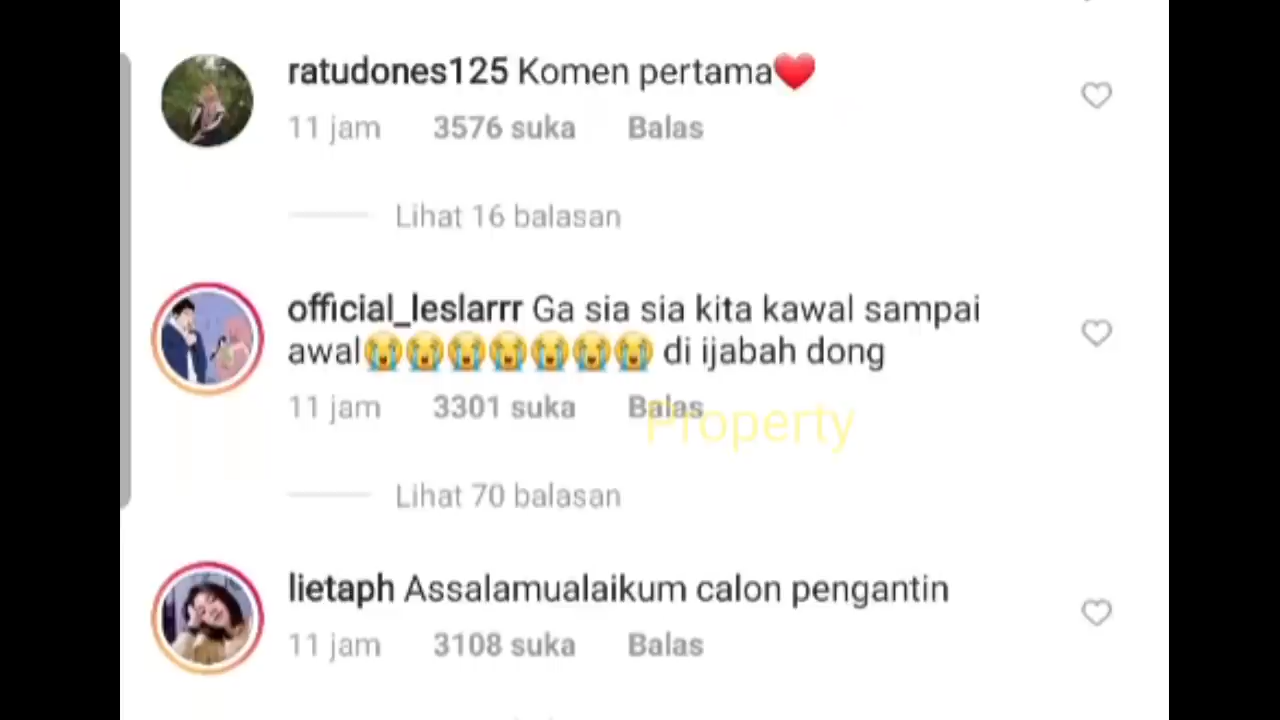 ratudones125 Komen pertama❤️
11 jam 3576 suka Balas
Lihat 16 balasan
official_leslarrr Ga sia sia kita kawal sampai
awal😭😭😭😭😭😭😭 di ijabah dong
11 jam 3301 suka Balas
Property
Lihat 70 balasan
lietaph Assalamualaikum calon pengantin
11 jam 3108 suka Balas